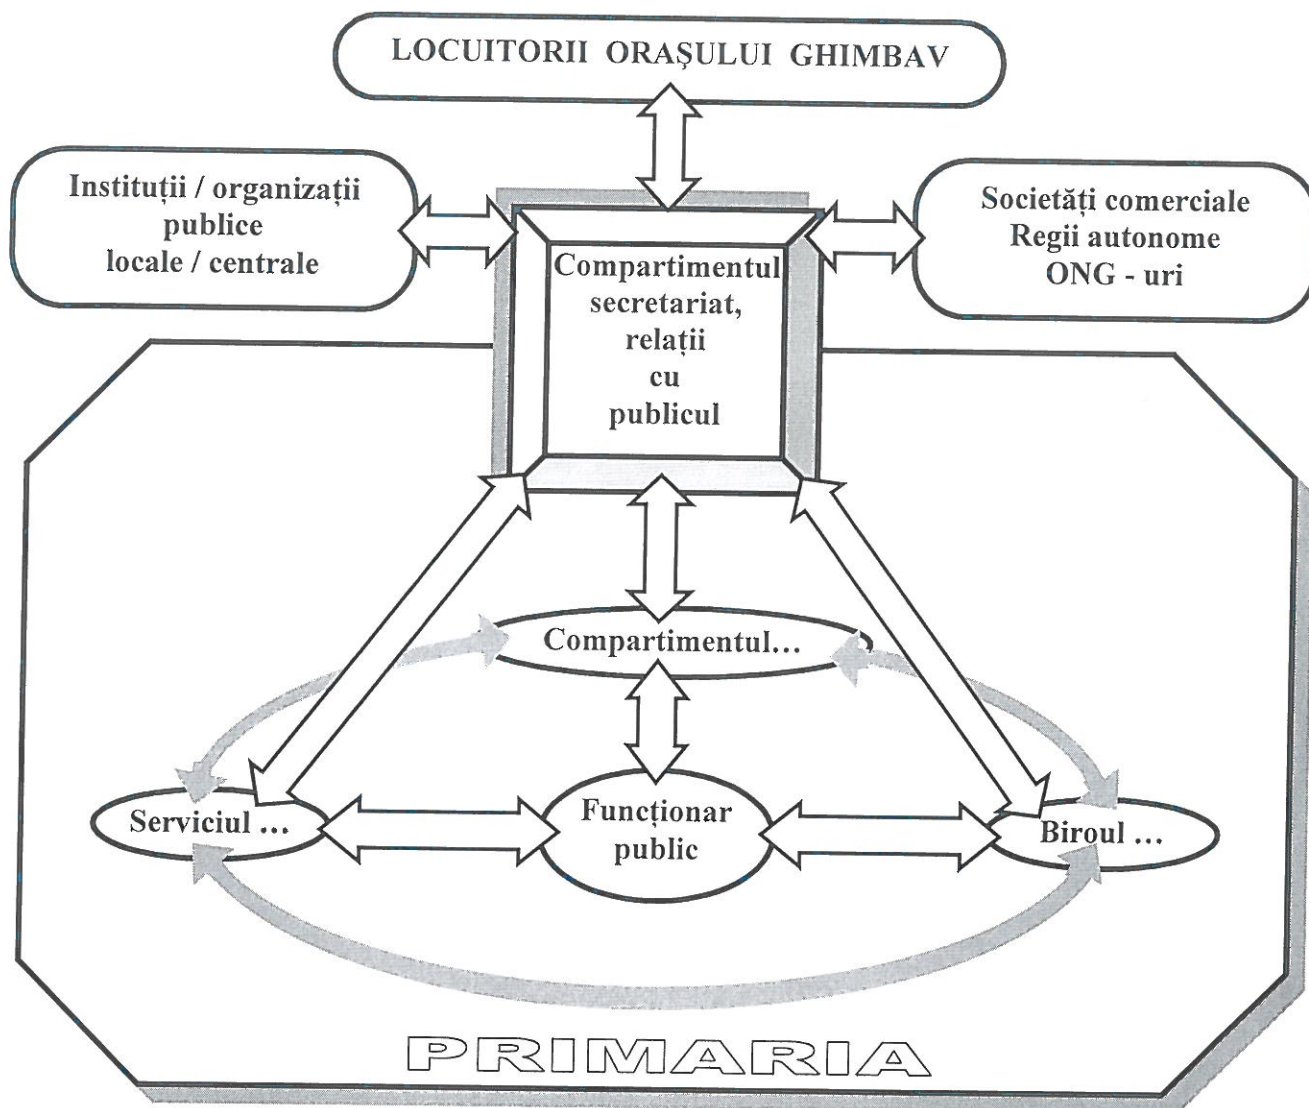 LOCUITORII ORAŞULUI GHIMBAV
Instituții / organizații
publice
locale / centrale
Societăți comerciale
Regii autonome
ONG - uri
Compartimentul
secretariat,
relații
cu
publicul
Compartimentul...
Serviciul ...
Funcționar
public
Biroul ...
PRIMARIA